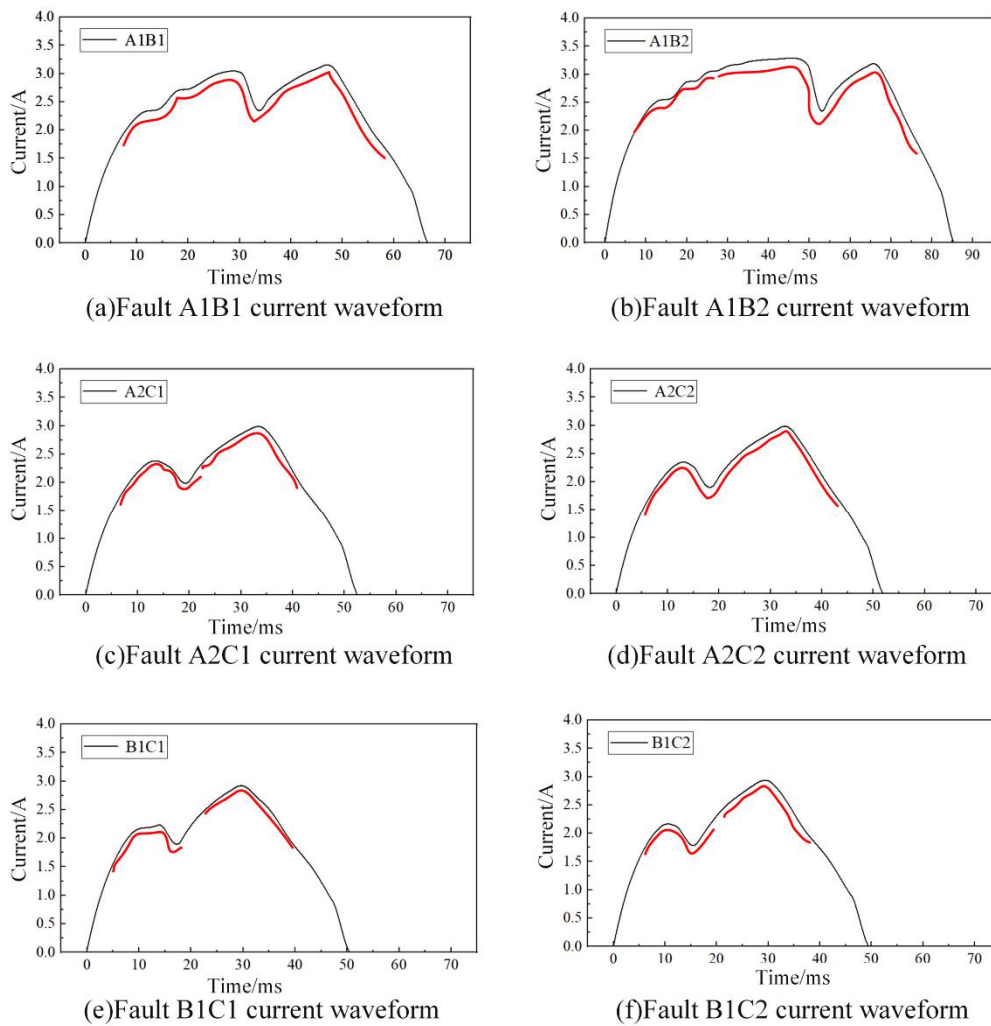 4.0
3.5
3.0
2.5
2.0
1.5
1.0
0.5
0.0
Current/A
A1B1
0 10 20 30 40 50 60 70
Time/ms
(a)Fault A1B1 current waveform
4.0
3.5
3.0
2.5
2.0
1.5
1.0
0.5
0.0
Current/A
A1B2
0 10 20 30 40 50 60 70 80 90
Time/ms
(b)Fault A1B2 current waveform
4.0
3.5
3.0
2.5
2.0
1.5
1.0
0.5
0.0
Current/A
A2C1
0 10 20 30 40 50 60 70
Time/ms
(c)Fault A2C1 current waveform
4.0
3.5
3.0
2.5
2.0
1.5
1.0
0.5
0.0
Current/A
A2C2
0 10 20 30 40 50 60 70
Time/ms
(d)Fault A2C2 current waveform
4.0
3.5
3.0
2.5
2.0
1.5
1.0
0.5
0.0
Current/A
B1C1
0 10 20 30 40 50 60 70
Time/ms
(e)Fault B1C1 current waveform
4.0
3.5
3.0
2.5
2.0
1.5
1.0
0.5
0.0
Current/A
B1C2
0 10 20 30 40 50 60 70
Time/ms
(f)Fault B1C2 current waveform